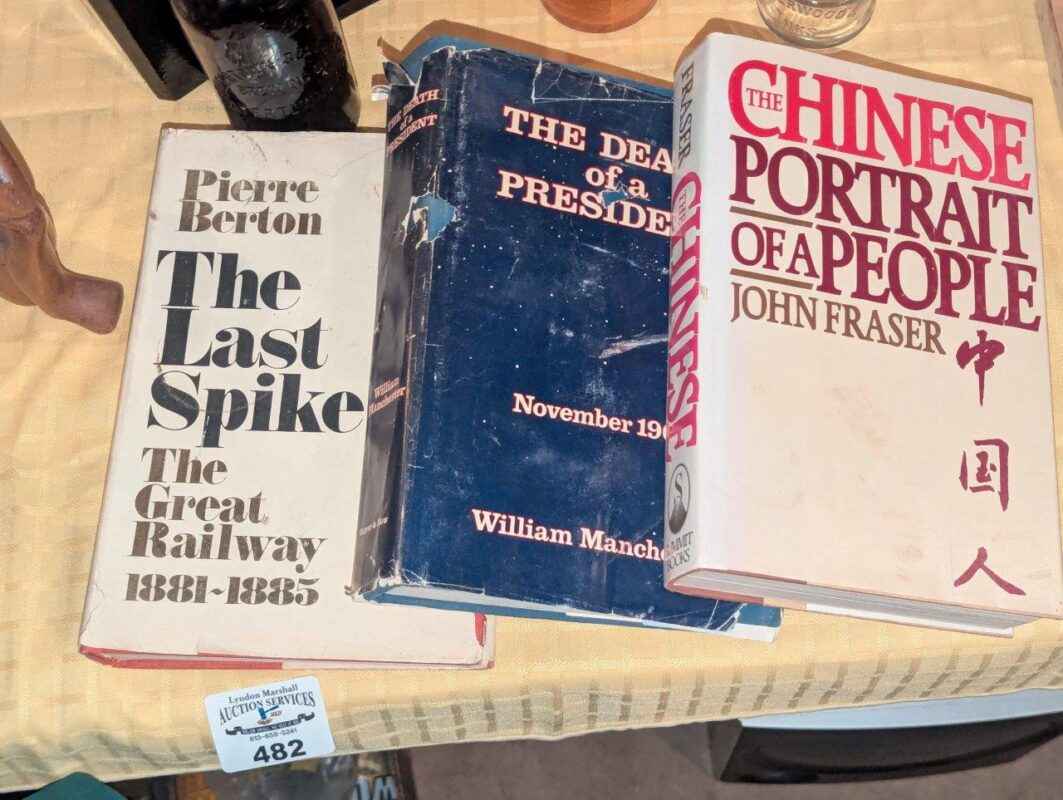 Pierre
Berton
The
Last
Spike
The
Great
Railway
1881-1885
THE DEATH
of a
PRESIDENT
William
Manchester
THE DEA
of a
PRESIDE
November 19
William Manche
FRASER
THE CHINESE
SUMMIT
BOOKS
THE CHINESE
PORTRAIT
OF A PEOPLE
JOHN FRASER
中
国
人
Lyndon Marshall
AUCTION SERVICES
482